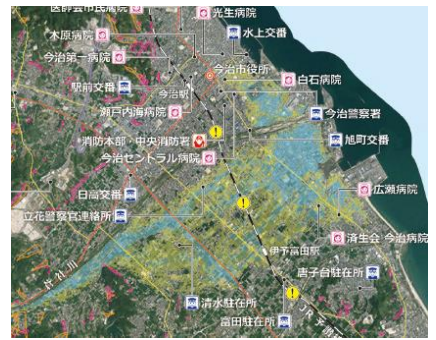 医師会市民病院
光生病院
木原病院
水上交番
今治第一病院
今治市役所
白石病院
今治駅
駅前交番
瀬戸内海病院
今治警察署
消防本部・中央消防署
旭町交番
今治セントラル病院
日高交番
広瀬病院
立花警察官連絡所
済生会 今治病院
伊予富田駅
唐子台駐在所
清水駐在所
富田駐在所
JR 予讃線